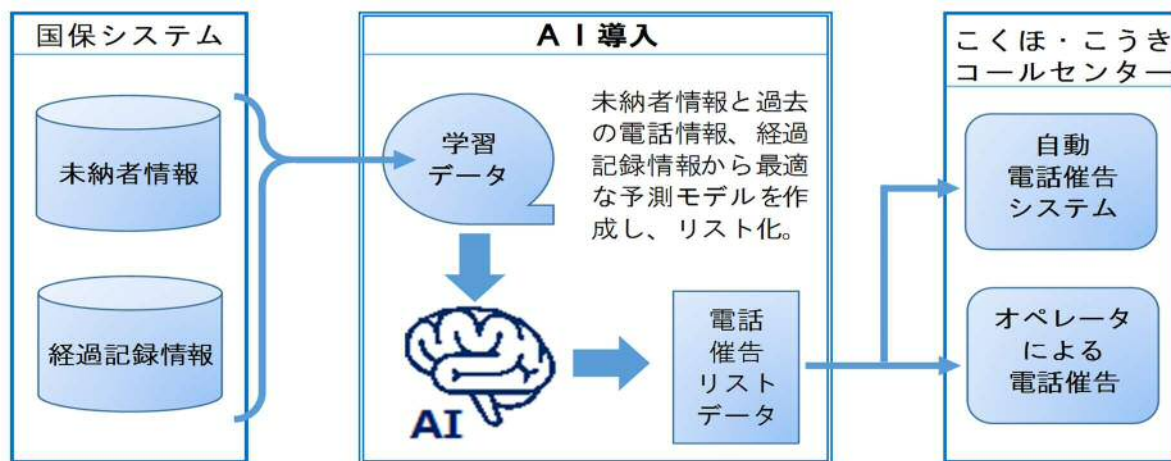 国保システム
未納者情報
経過記録情報
ＡＩ導入
学習
データ
未納者情報と過去
の電話情報、経過
記録情報から最適
な予測モデルを作
成し、リスト化。
AI
電話
催告
リスト
データ
こくほ・こうき
コールセンター
自動
電話催告
システム
オペレータ
による
電話催告